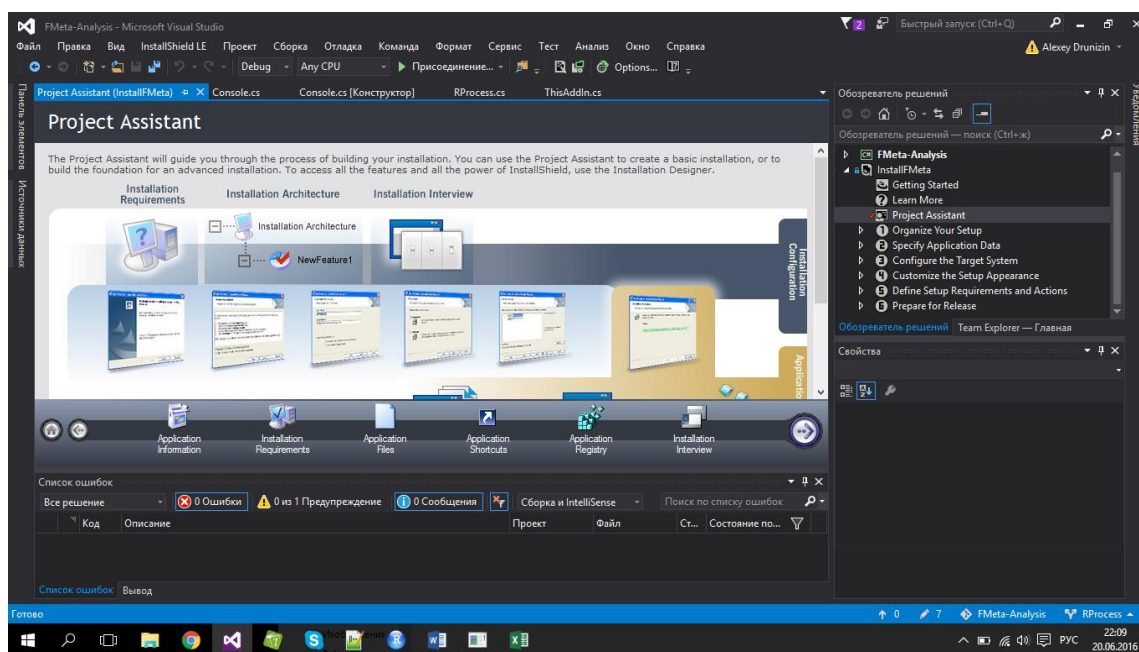 FMeta-Analysis - Microsoft Visual Studio
2
Быстрый запуск (Ctrl+Q)
Файл Правка Вид InstallShield LE Проект Сборка Отладка Команда Формат Сервис Тест Анализ Окно Справка
Alexey Drunizin
Debug Any CPU Присоединение... Options...
Панель элементов
Источники данных
Project Assistant (InstallFMeta) Console.cs Console.cs [Конструктор] RProcess.cs ThisAddIn.cs
Project Assistant
The Project Assistant will guide you through the process of building your installation. You can use the Project Assistant to create a basic installation, or to
build the foundation for an advanced installation. To access all the features and all the power of InstallShield, use the Installation Designer.
Installation
Requirements
Installation Architecture
Installation Interview
Installation Architecture
NewFeature1
Installation
Configuration
Application
Information
Installation
Requirements
Application
Files
Application
Shortcuts
Application
Registry
Installation
Interview
Список ошибок
Все решение 0 Ошибки 0 из 1 Предупреждение 0 Сообщения Сборка и IntelliSense Поиск по списку ошибок
Код Описание Проект Файл Ст... Состояние по...
Список ошибок Вывод
Обозреватель решений
Обозреватель решений — поиск (Ctrl+ж)
FMeta-Analysis
InstallFMeta
Getting Started
Learn More
Project Assistant
1 Organize Your Setup
2 Specify Application Data
3 Configure the Target System
4 Customize the Setup Appearance
5 Define Setup Requirements and Actions
6 Prepare for Release
Обозреватель решений Team Explorer — Главная
Свойства
Уведомления
Готово
0 7 FMeta-Analysis RProcess
РУС
22:09
20.06.2016